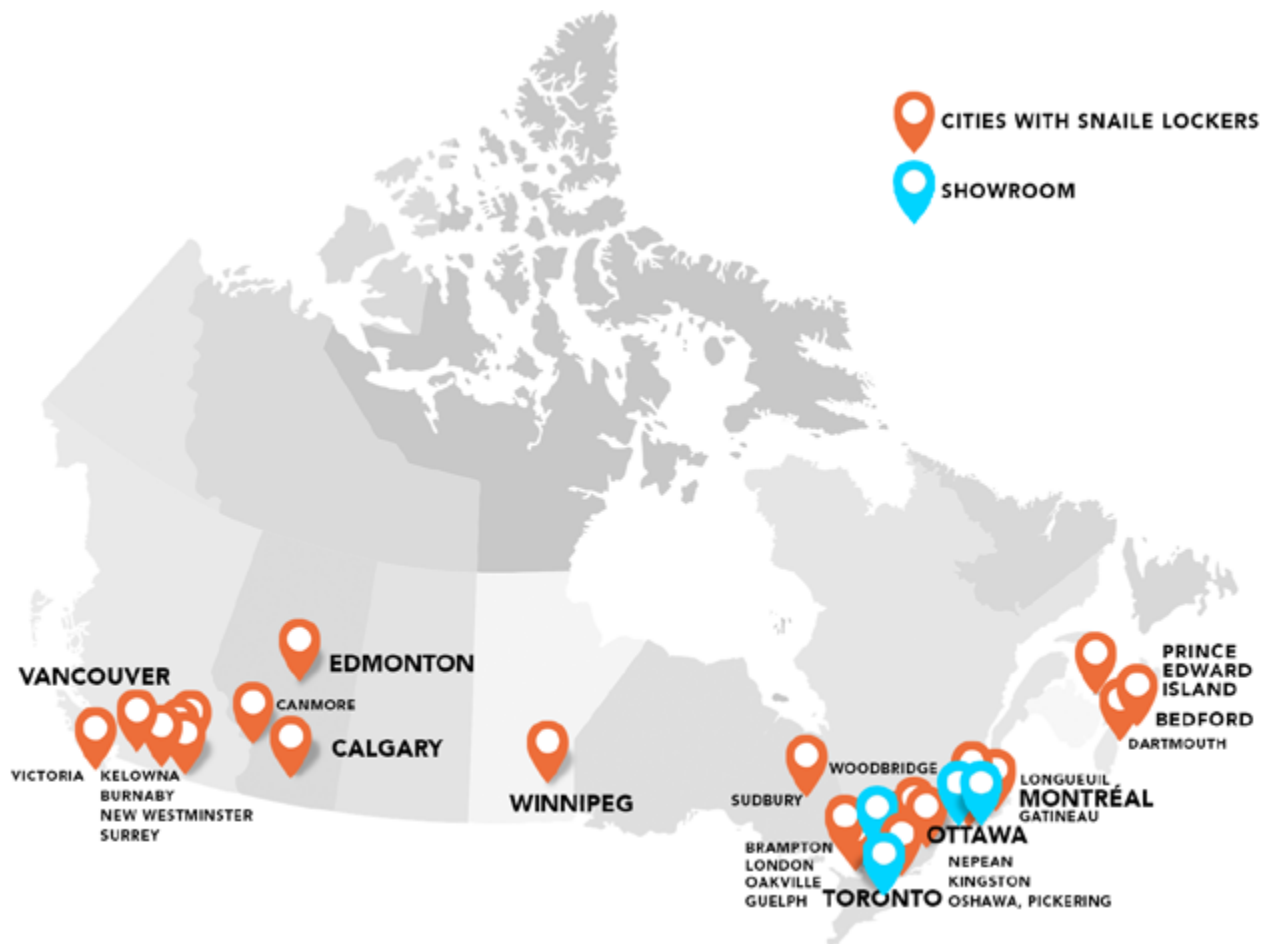 CITIES WITH SNAILE LOCKERS
SHOWROOM
VANCOUVER
EDMONTON
CANMORE
CALGARY
VICTORIA
KELOWNA
BURNABY
NEW WESTMINSTER
SURREY
WINNIPEG
PRINCE
EDWARD
ISLAND
BEDFORD
DARTMOUTH
WOODBRIDGE
SUDBURY
LONGUEUIL
MONTRÉAL
GATINEAU
OTTAWA
BRAMPTON
LONDON
OAKVILLE
GUELPH
TORONTO
NEPEAN
KINGSTON
OSHAWA, PICKERING